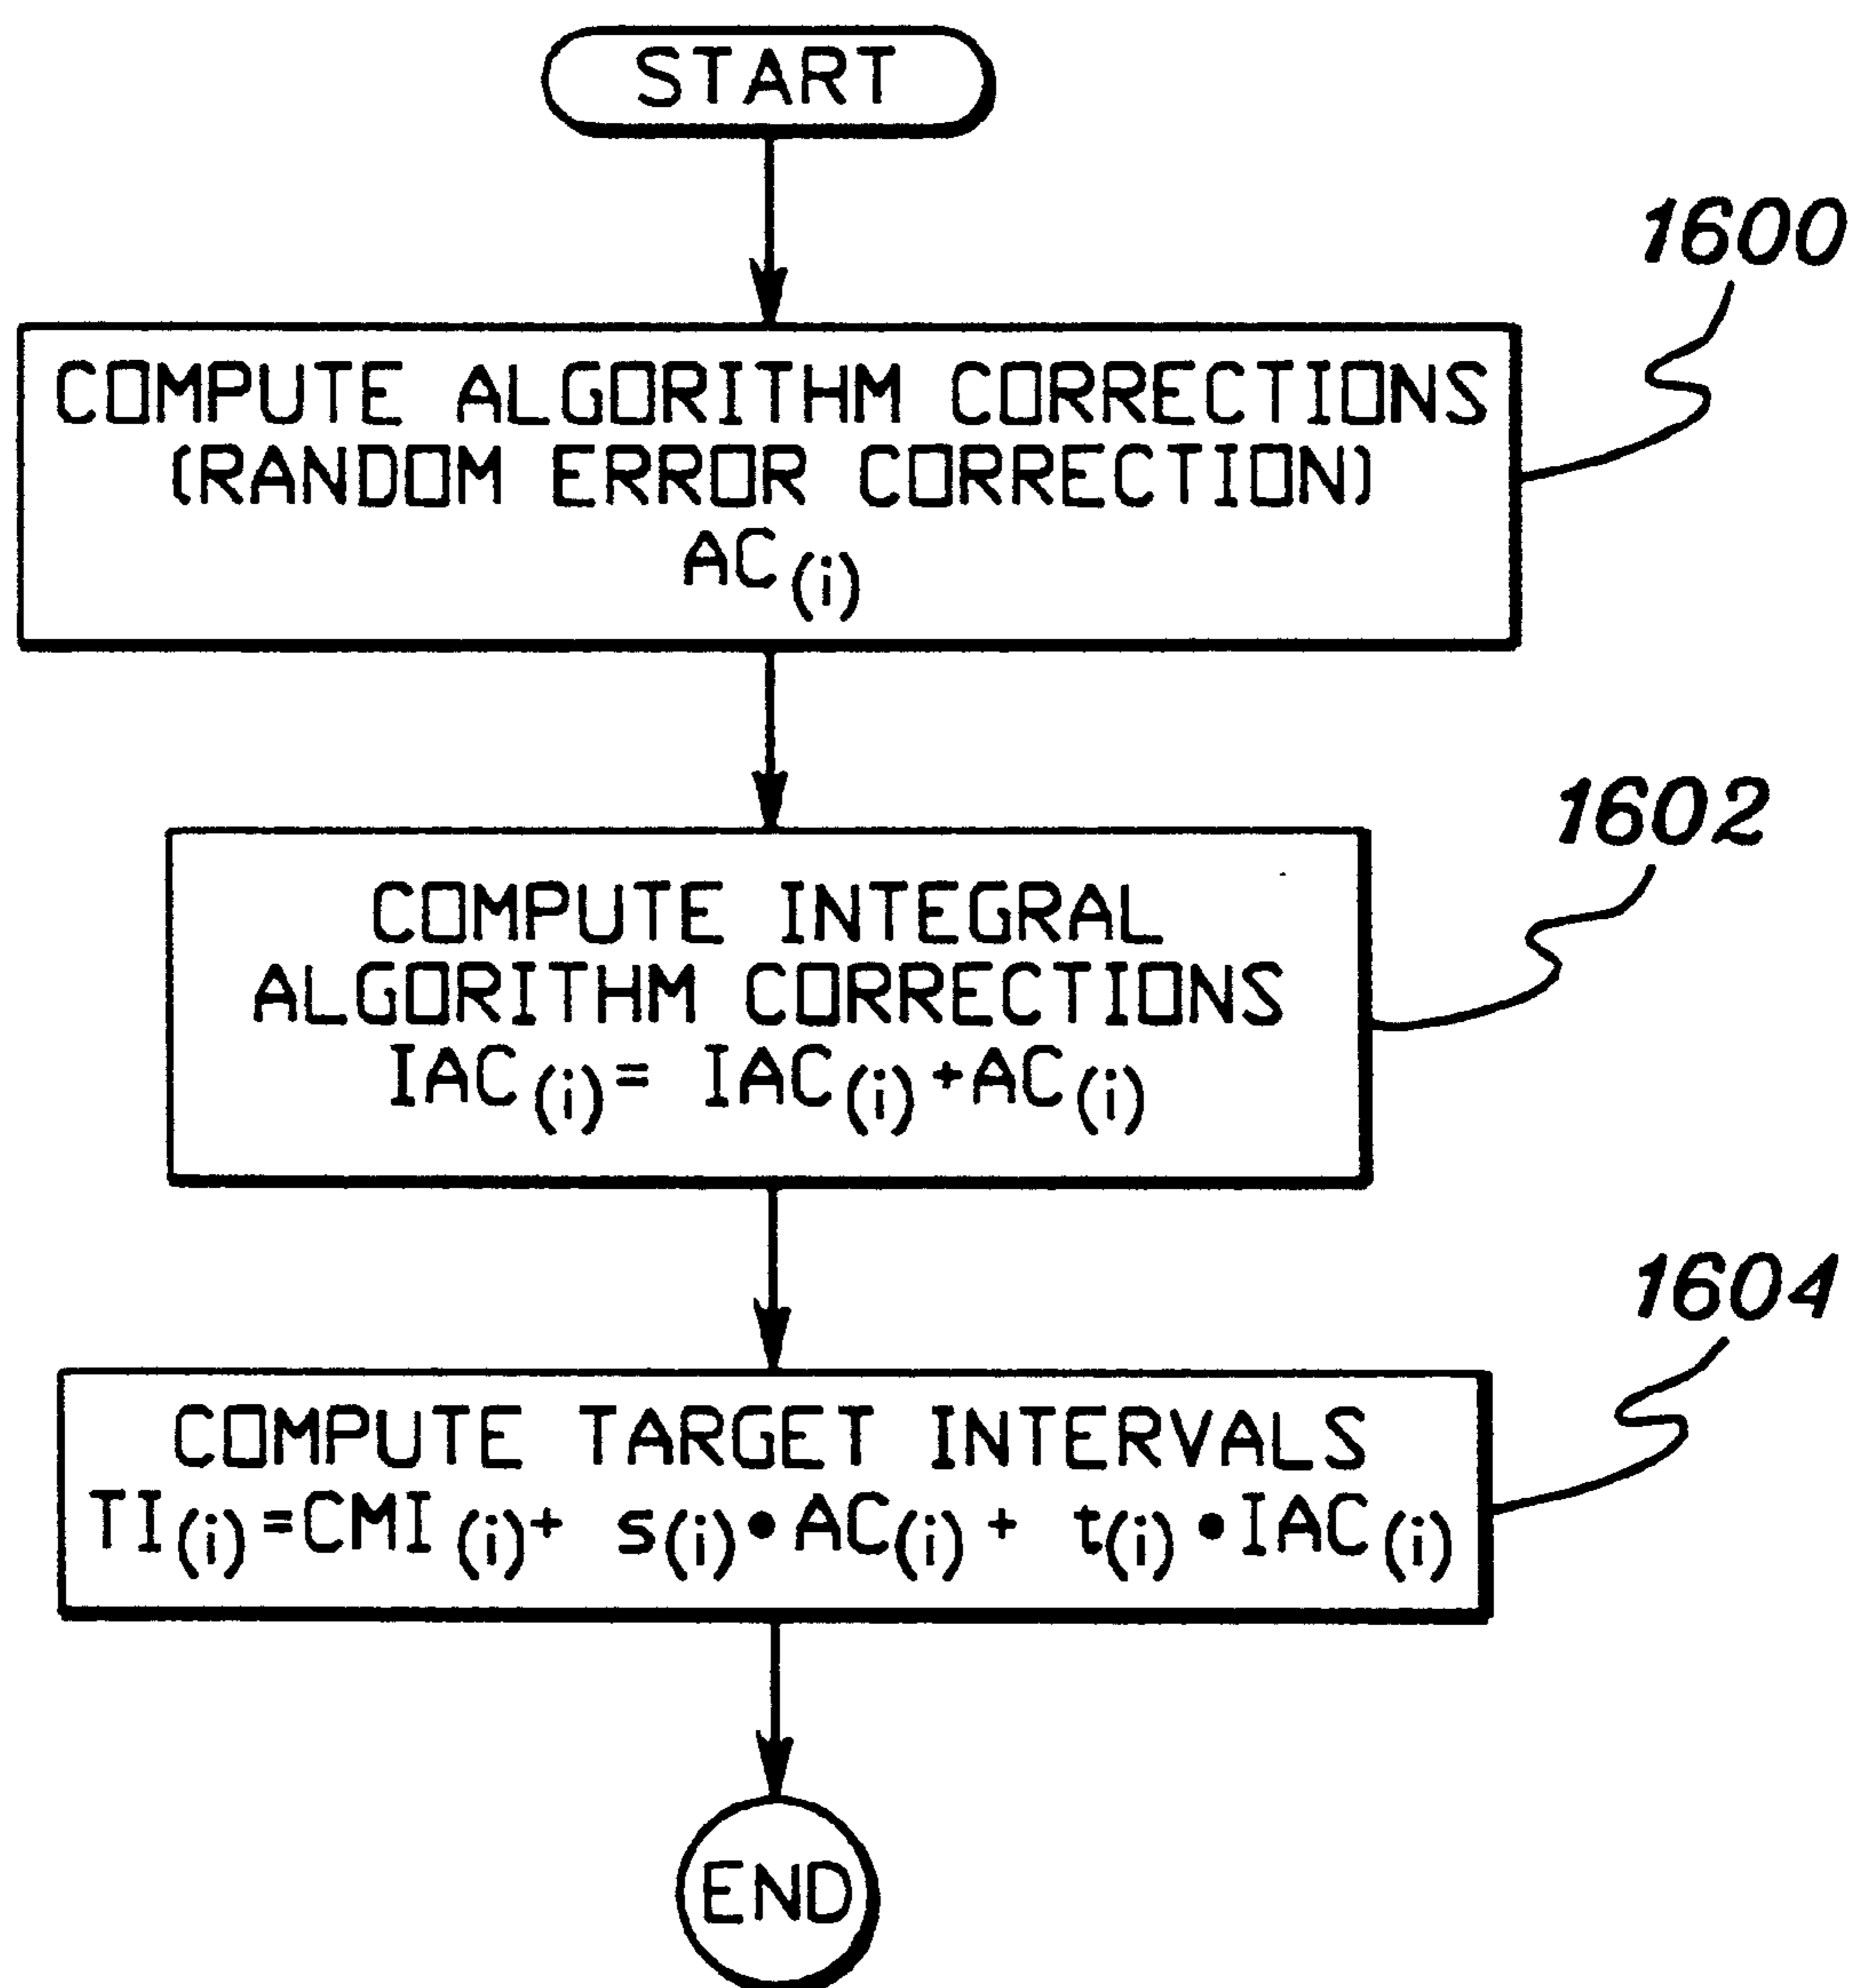 START
1600
COMPUTE ALGORITHM CORRECTIONS
(RANDOM ERROR CORRECTION)
AC(i)
1602
COMPUTE INTEGRAL
ALGORITHM CORRECTIONS
IAC(i)= IAC(i)+AC(i)
1604
COMPUTE TARGET INTERVALS
TI(i)=CMI(i)+ s(i)•AC(i)+ t(i)•IAC(i)
END